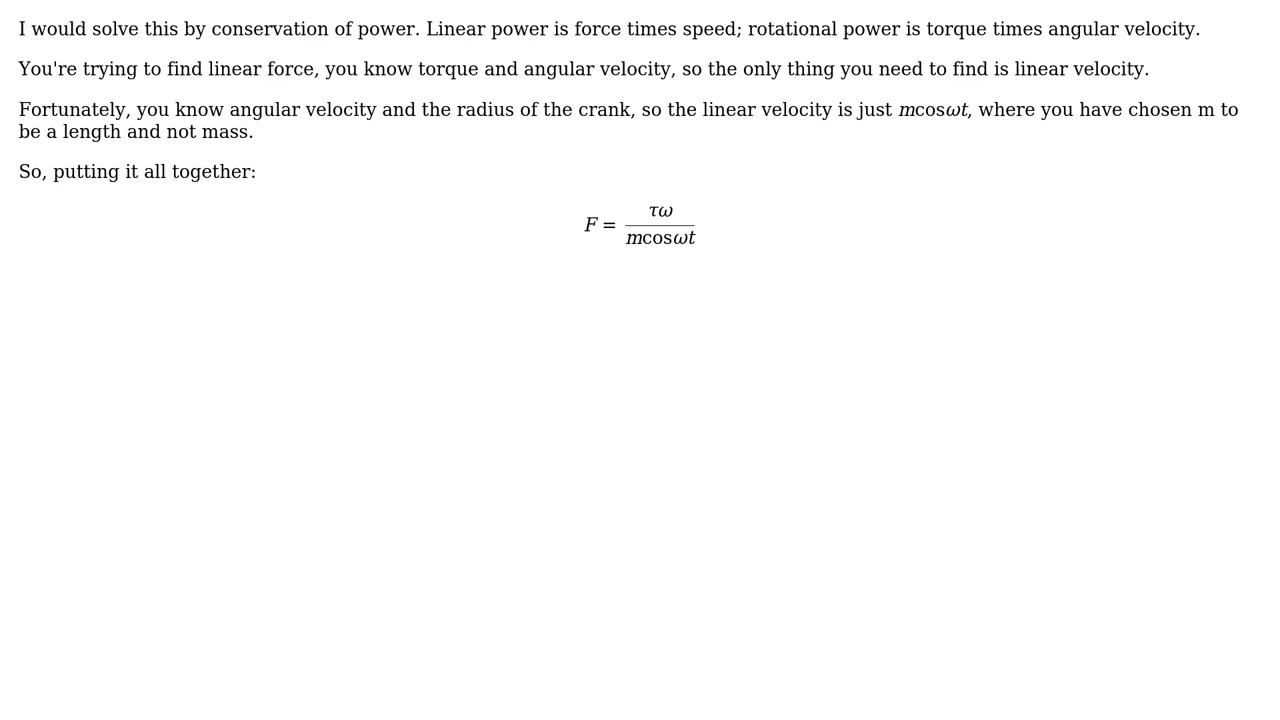 I would solve this by conservation of power. Linear power is force times speed; rotational power is torque times angular velocity.
You're trying to find linear force, you know torque and angular velocity, so the only thing you need to find is linear velocity.
Fortunately, you know angular velocity and the radius of the crank, so the linear velocity is just mcosωt, where you have chosen m to
be a length and not mass.
So, putting it all together:
F = τω / mcosωt